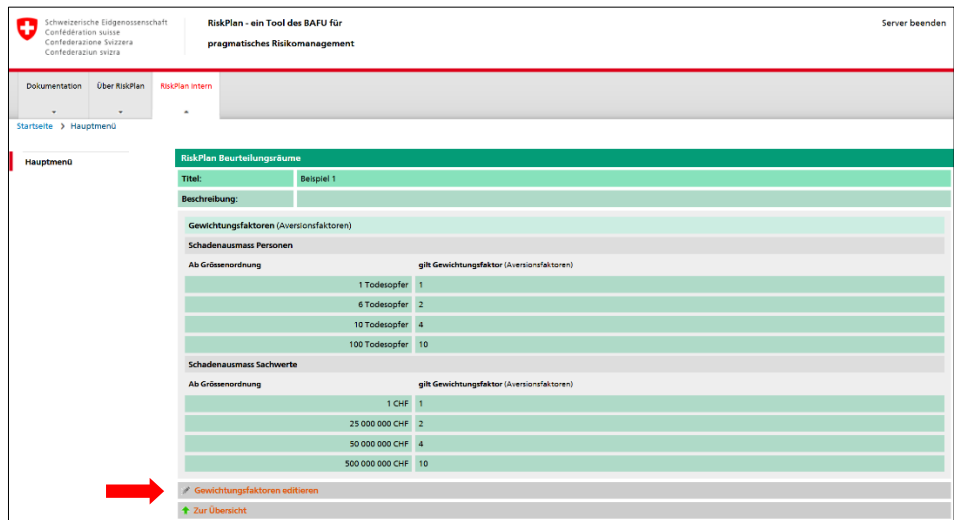 Schweizerische Eidgenossenschaft
Confédération suisse
Confederazione Svizzera
Confederaziun svizra
RiskPlan - ein Tool des BAFU für
pragmatisches Risikomanagement
Server beenden
Dokumentation Über RiskPlan RiskPlan intern
Startseite > Hauptmenü
Hauptmenü
RiskPlan Beurteilungsräume
Titel: Beispiel 1
Beschreibung:
Gewichtungsfaktoren (Aversionsfaktoren)
Schadenausmass Personen
Ab Grössenordnung gilt Gewichtungsfaktor (Aversionsfaktoren)
1 Todesopfer 1
6 Todesopfer 2
10 Todesopfer 4
100 Todesopfer 10
Schadenausmass Sachwerte
Ab Grössenordnung gilt Gewichtungsfaktor (Aversionsfaktoren)
1 CHF 1
25 000 000 CHF 2
50 000 000 CHF 4
500 000 000 CHF 10
Gewichtungsfaktoren editieren
Zur Übersicht